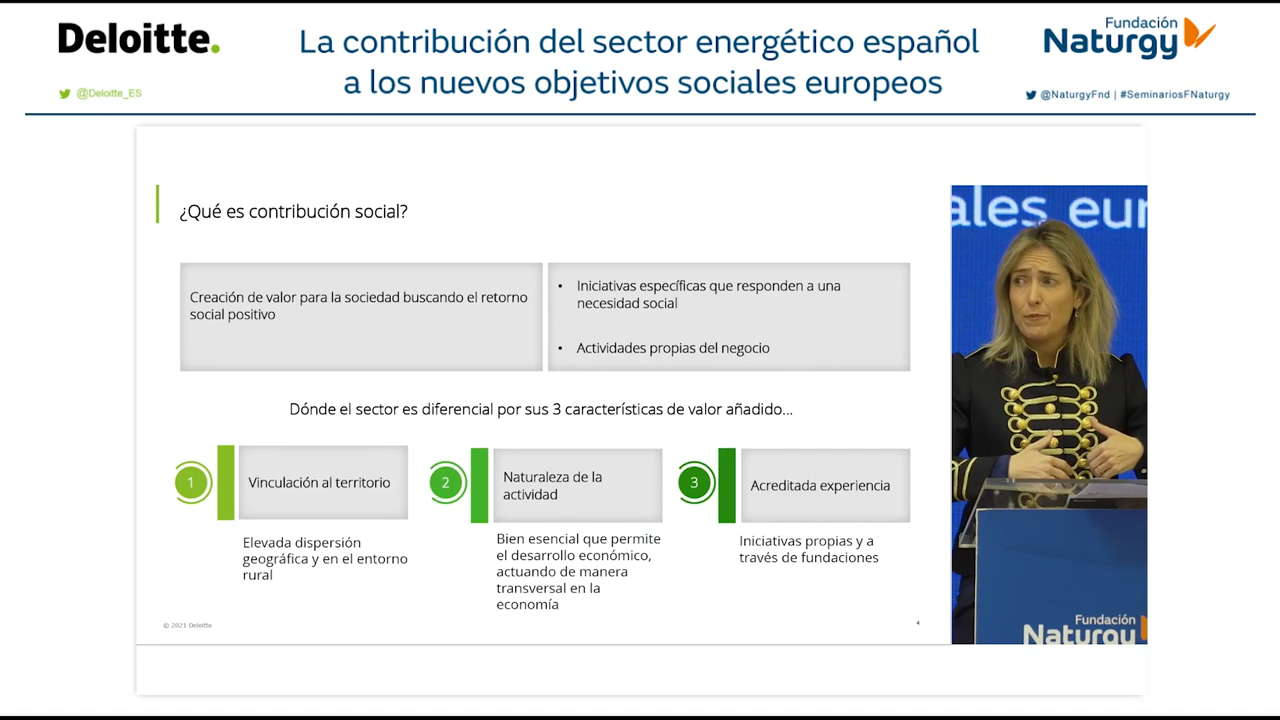 Deloitte.
@Deloitte_ES
La contribución del sector energético español
a los nuevos objetivos sociales europeos
Fundación
Naturgy
@NaturgyFnd | #SeminariosFNaturgy
¿Qué es contribución social?
Creación de valor para la sociedad buscando el retorno
social positivo
• Iniciativas específicas que responden a una
necesidad social
• Actividades propias del negocio
Dónde el sector es diferencial por sus 3 características de valor añadido...
1
Vinculación al territorio
Elevada dispersión
geográfica y en el entorno
rural
2
Naturaleza de la
actividad
Bien esencial que permite
el desarrollo económico,
actuando de manera
transversal en la
economía
3
Acreditada experiencia
Iniciativas propias y a
través de fundaciones
© 2021 Deloitte
4
ales eur
Fundación
Naturgy